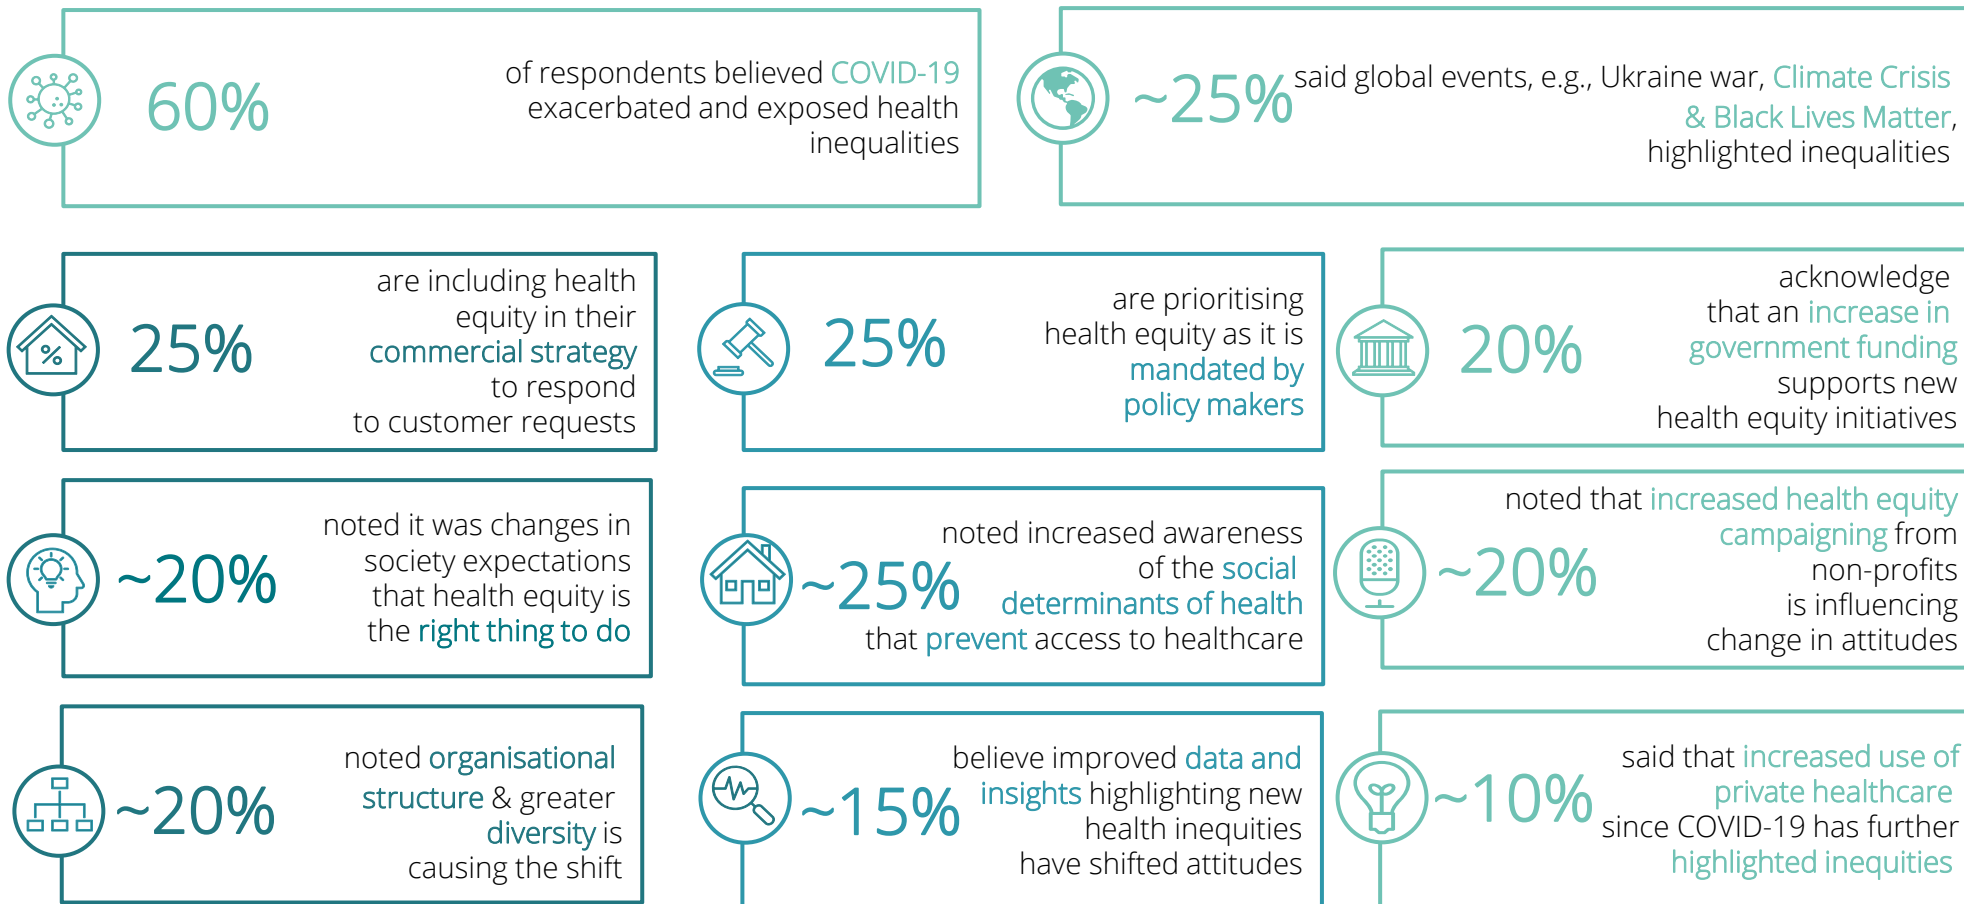 60%
of respondents believed COVID-19
exacerbated and exposed health
inequalities
~25%
said global events, e.g., Ukraine war, Climate Crisis
& Black Lives Matter,
highlighted inequalities
%
25%
are including health
equity in their
commercial strategy
to respond
to customer requests
25%
are prioritising
health equity as it is
mandated by
policy makers
20%
acknowledge
that an increase in
government funding
supports new
health equity initiatives
~20%
noted it was changes in
society expectations
that health equity is
the right thing to do
~25%
noted increased awareness
of the social
determinants of health
that prevent access to healthcare
~20%
noted that increased health equity
campaigning from
non-profits
is influencing
change in attitudes
~20%
noted organisational
structure & greater
diversity is
causing the shift
~15%
believe improved data and
insights highlighting new
health inequities
have shifted attitudes
~10%
said that increased use of
private healthcare
since COVID-19 has further
highlighted inequities